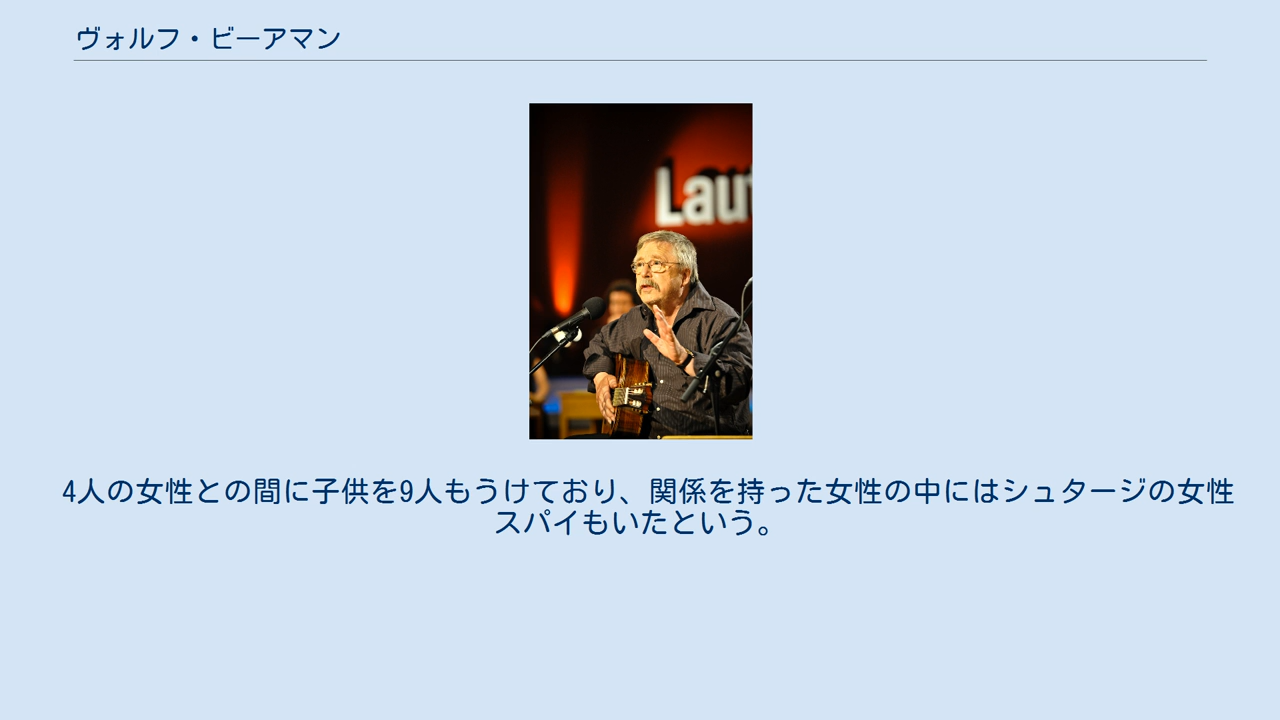 ヴォルフ・ビーアマン
Lau
4人の女性との間に子供を9人もうけており、関係を持った女性の中にはシュタージの女性
スパイもいたという。